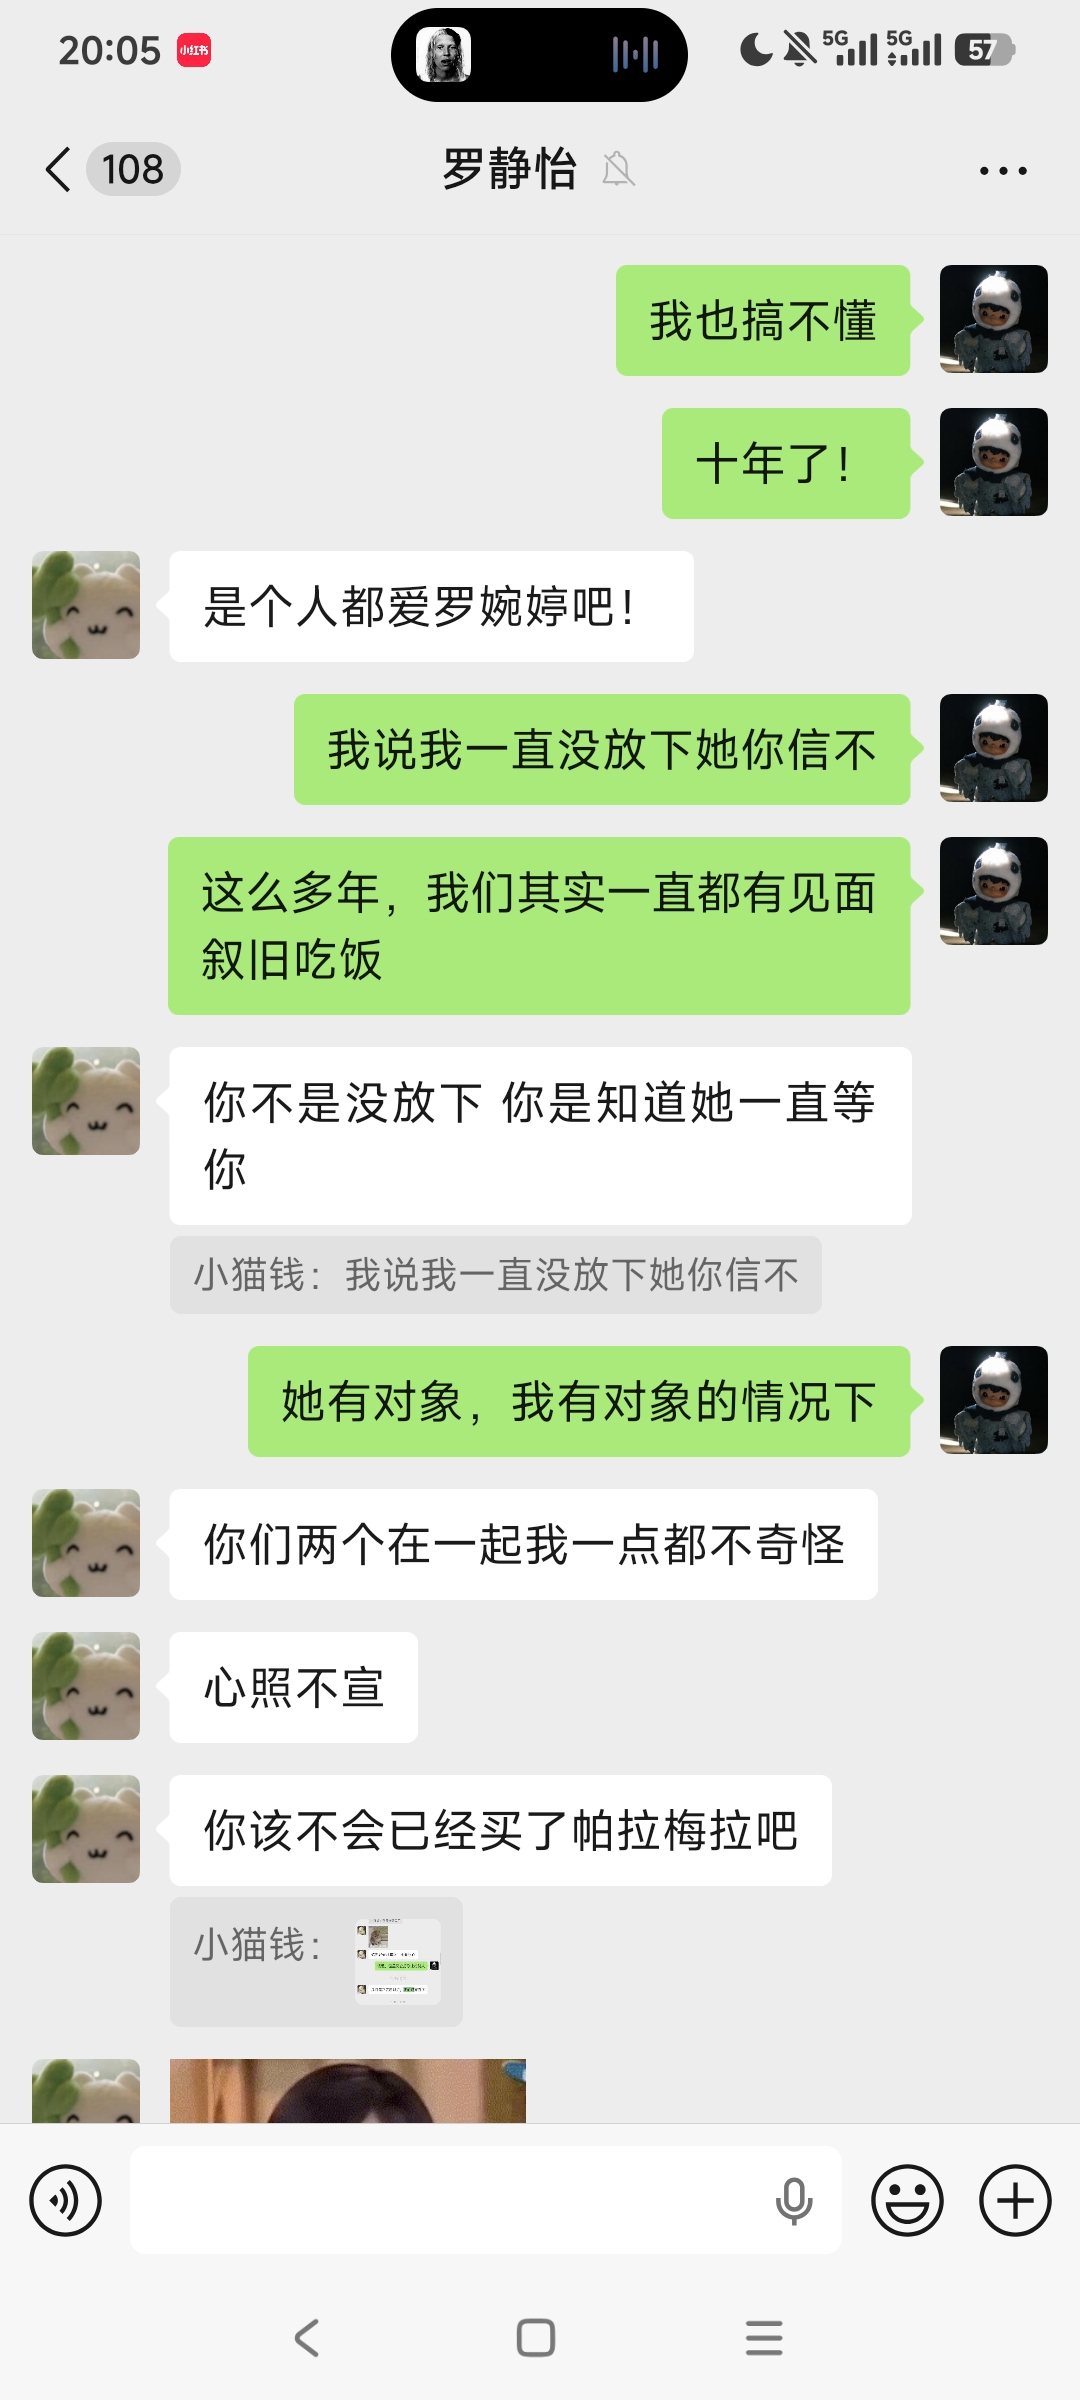 20:05
小红书
5G
5G
57
108
罗静怡
我也搞不懂
十年了！
是个人都爱罗婉婷吧！
我说我一直没放下她你信不
这么多年，我们其实一直都有见面
叙旧吃饭
你不是没放下 你是知道她一直等
你
小猫钱：我说我一直没放下她你信不
她有对象，我有对象的情况下
你们两个在一起我一点都不奇怪
心照不宣
你该不会已经买了帕拉梅拉吧
小猫钱：